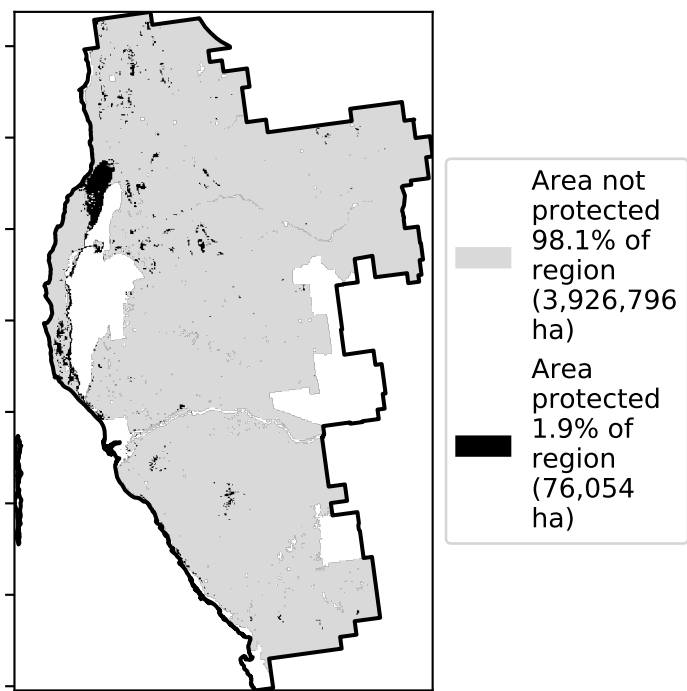 Area not
protected
98.1% of
region
(3,926,796
ha)
Area
protected
1.9% of
region
(76,054
ha)